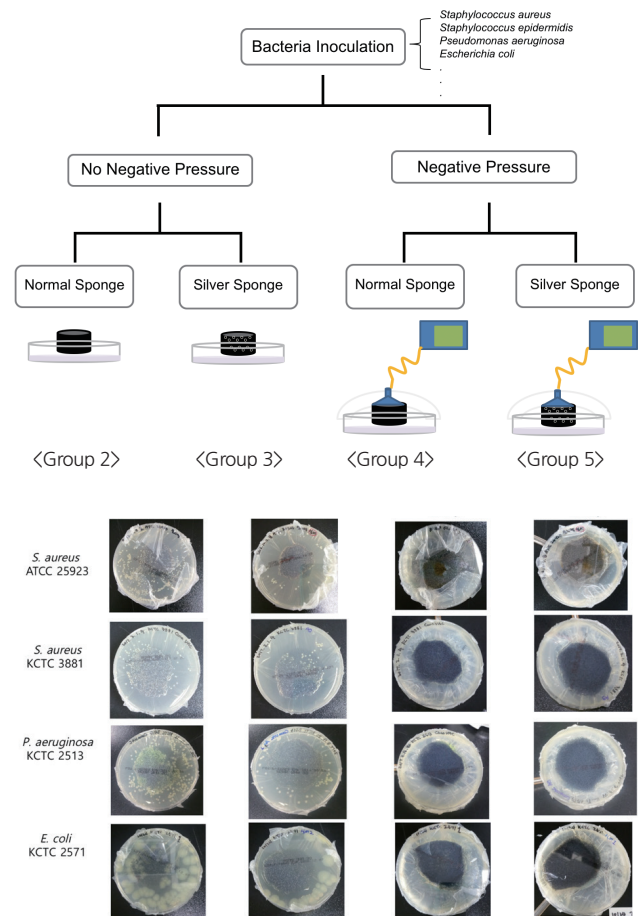 Bacteria Inoculation
Staphylococcus aureus
Staphylococcus epidermidis
Pseudomonas aeruginosa
Escherichia coli
.
.
.
No Negative Pressure
Negative Pressure
Normal Sponge
Silver Sponge
Normal Sponge
Silver Sponge
<Group 2>
<Group 3>
<Group 4>
<Group 5>
S. aureus
ATCC 25923
S. aureus
KCTC 3881
P. aeruginosa
KCTC 2513
E. coli
KCTC 2571